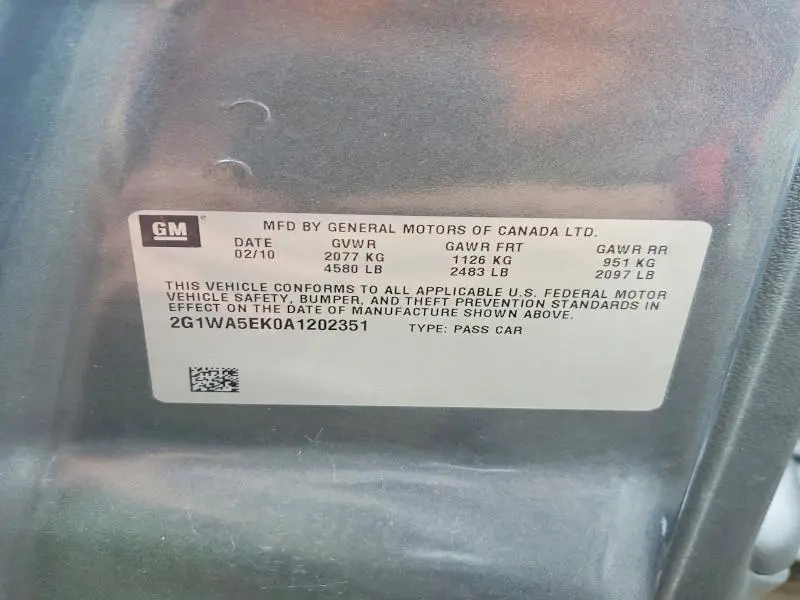 GM
MFD BY GENERAL MOTORS OF CANADA LTD.
DATE GVWR GAWR FRT GAWR RR
02/10 2077 KG 1126 KG 951 KG
4580 LB 2483 LB 2097 LB
THIS VEHICLE CONFORMS TO ALL APPLICABLE U.S. FEDERAL MOTOR
VEHICLE SAFETY, BUMPER, AND THEFT PREVENTION STANDARDS IN
EFFECT ON THE DATE OF MANUFACTURE SHOWN ABOVE.
2G1WA5EK0A1202351 TYPE: PASS CAR